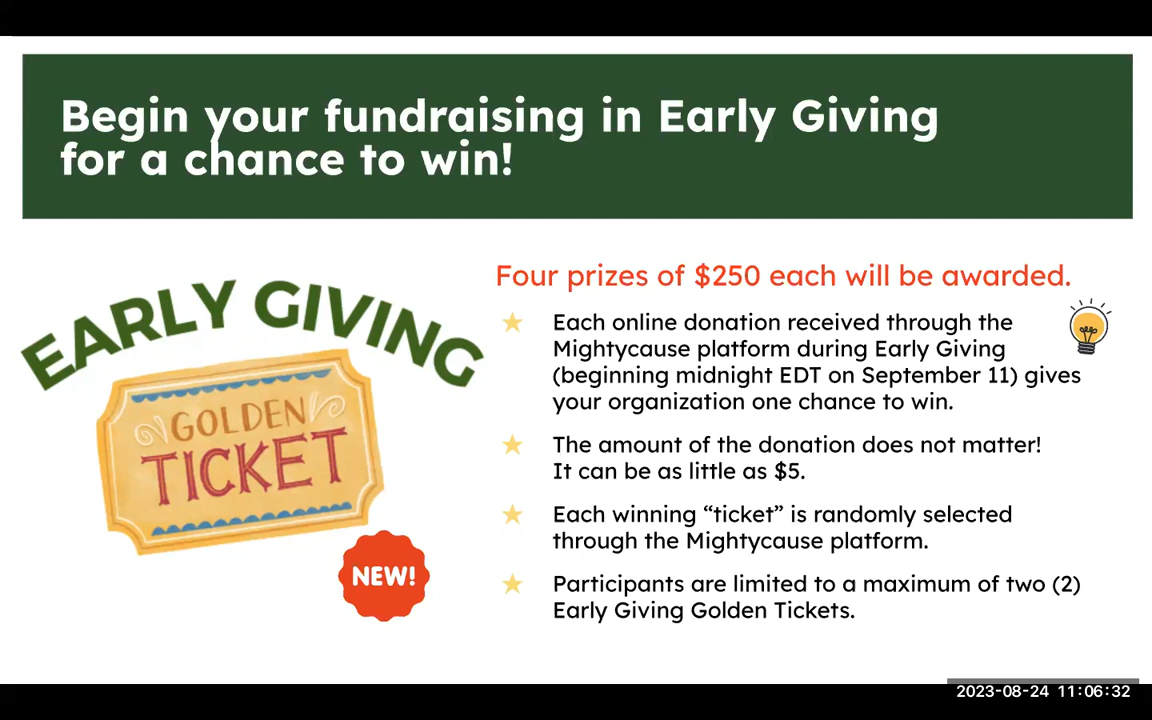 Begin your fundraising in Early Giving
for a chance to win!
EARLY GIVING
GOLDEN
TICKET
NEW!
Four prizes of $250 each will be awarded.
Each online donation received through the
Mightycause platform during Early Giving
(beginning midnight EDT on September 11) gives
your organization one chance to win.
The amount of the donation does not matter!
It can be as little as $5.
Each winning “ticket” is randomly selected
through the Mightycause platform.
Participants are limited to a maximum of two (2)
Early Giving Golden Tickets.
2023-08-24 11:06:32